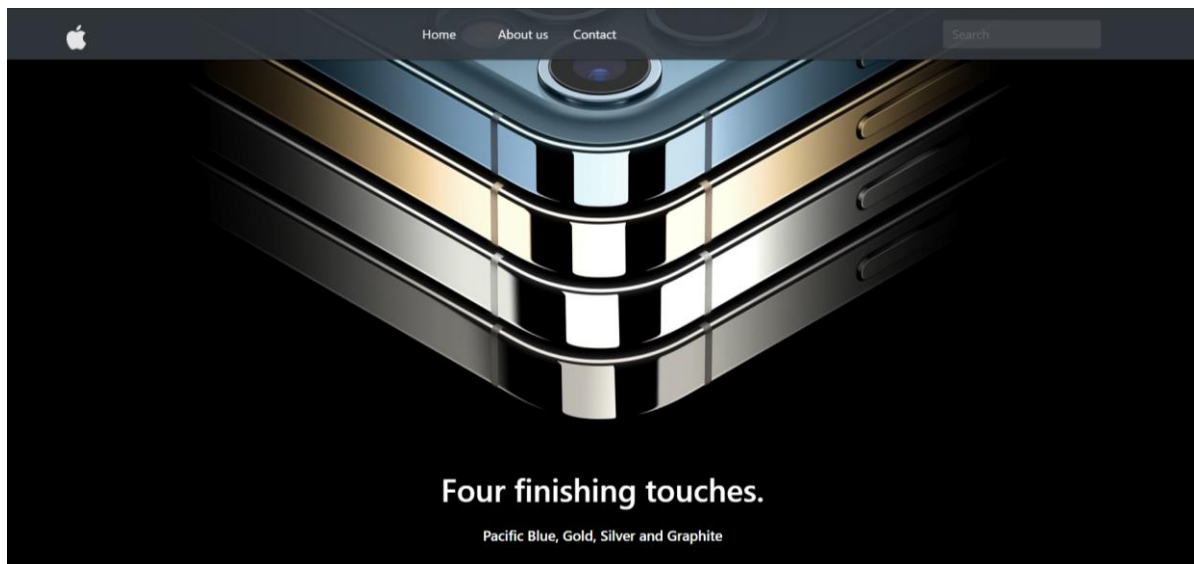 Home About us Contact Search
Four finishing touches.
Pacific Blue, Gold, Silver and Graphite